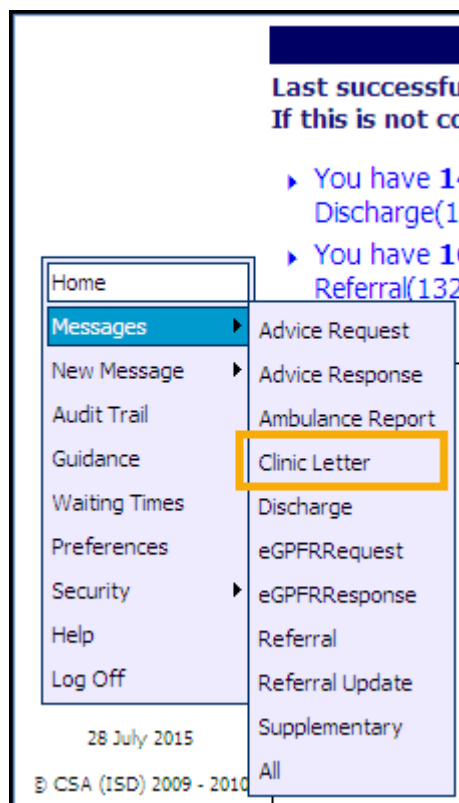 Last successfu
If this is not co
You have 1
Discharge(1
You have 1
Referral(132
Home
Messages
New Message
Audit Trail
Guidance
Waiting Times
Preferences
Security
Help
Log Off
Advice Request
Advice Response
Ambulance Report
Clinic Letter
Discharge
eGPFRRequest
eGPFRResponse
Referral
Referral Update
Supplementary
All
28 July 2015
© CSA (ISD) 2009 - 2010